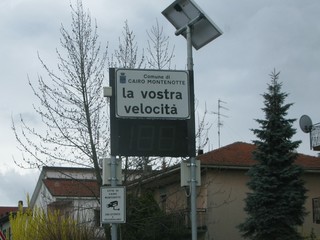 Comune di
CAIRO MONTENOTTE
la vostra
velocitá